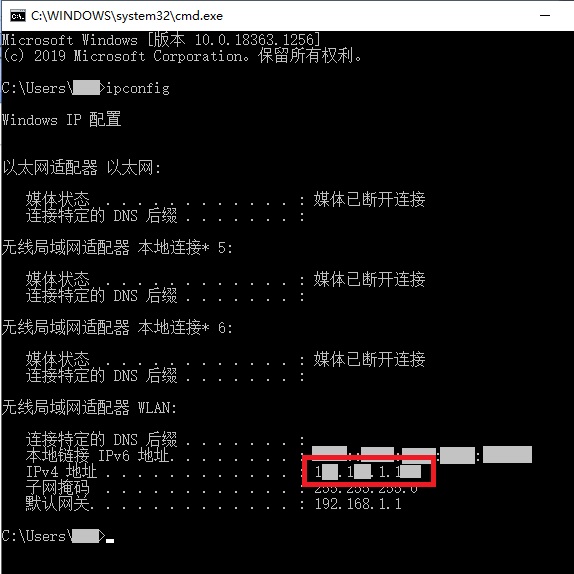 C:\WINDOWS\system32\cmd.exe
Microsoft Windows [版本 10.0.18363.1256]
(c) 2019 Microsoft Corporation。保留所有权利。
C:\Users\ >ipconfig
Windows IP 配置
以太网适配器 以太网:
媒体状态 . . . . . . . . . . . . : 媒体已断开连接
连接特定的 DNS 后缀 . . . . . . . :
无线局域网适配器 本地连接* 5:
媒体状态 . . . . . . . . . . . . : 媒体已断开连接
连接特定的 DNS 后缀 . . . . . . . :
无线局域网适配器 本地连接* 6:
媒体状态 . . . . . . . . . . . . : 媒体已断开连接
连接特定的 DNS 后缀 . . . . . . . :
无线局域网适配器 WLAN:
连接特定的 DNS 后缀 . . . . . . . :
本地链接 IPv6 地址. . . . . . . . :
IPv4 地址 . . . . . . . . . . . . : 1 .1 .1.1
子网掩码 . . . . . . . . . . . . : 255.255.255.0
默认网关. . . . . . . . . . . . . : 192.168.1.1
C:\Users\ >